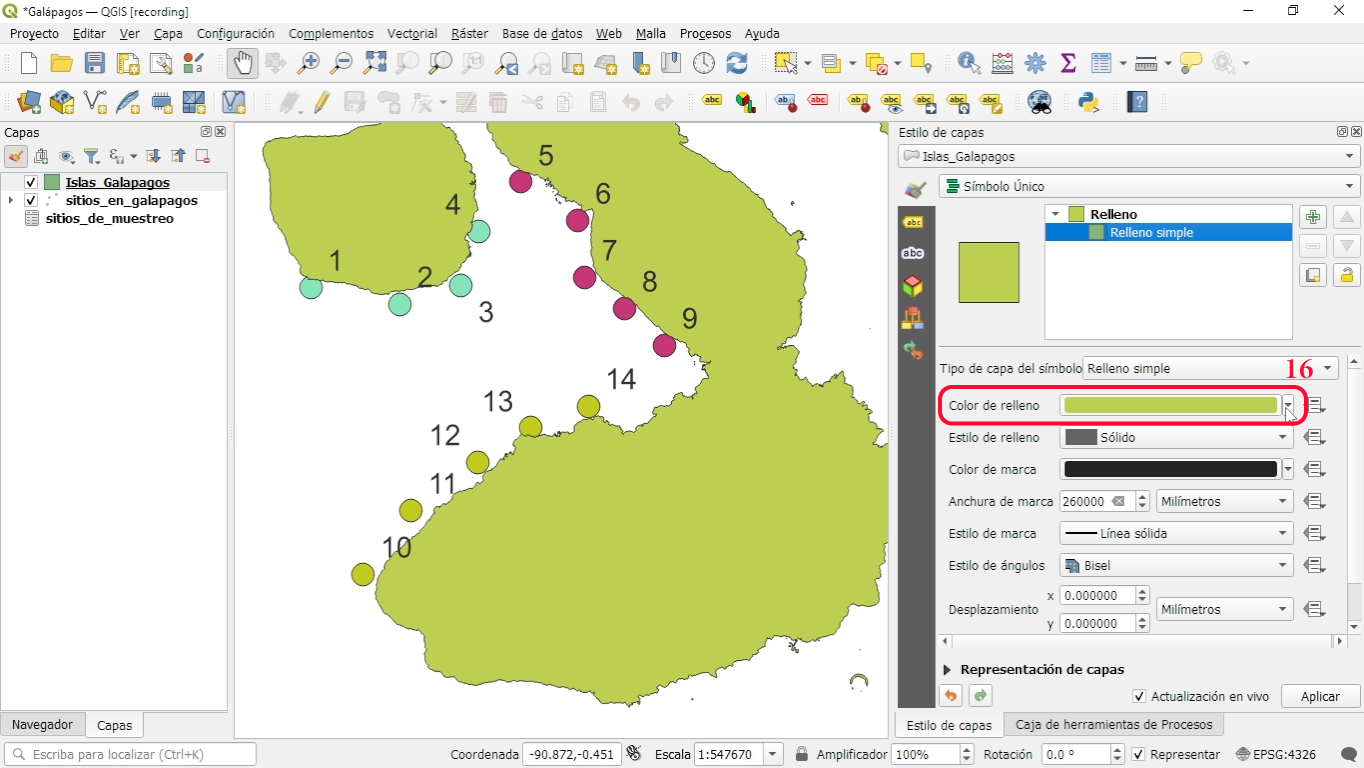 *Galápagos — QGIS [recording]
Proyecto Editar Ver Capa Configuración Complementos Vectorial Ráster Base de datos Web Malla Procesos Ayuda
Capas
Islas_Galapagos
sitios_en_galapagos
sitios_de_muestreo
Navegador Capas
1
2
3
4
5
6
7
8
9
14
13
12
11
10
Estilo de capas
Islas_Galapagos
Símbolo Único
Relleno
Relleno simple
Tipo de capa del símbolo Relleno simple
16
Color de relleno
Estilo de relleno Sólido
Color de marca
Anchura de marca 260000 Milímetros
Estilo de marca Línea sólida
Estilo de ángulos Bisel
Desplazamiento x 0.000000 Milímetros
y 0.000000
Representación de capas
Actualización en vivo Aplicar
Estilo de capas Caja de herramientas de Procesos
Escriba para localizar (Ctrl+K) Coordenada -90.872,-0.451 Escala 1:547670 Amplificador 100% Rotación 0.0 ° Representar EPSG:4326